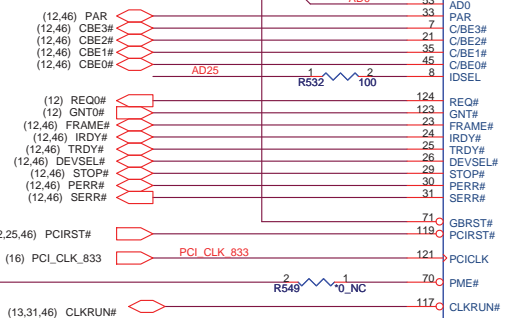 AD0
53 AD0
(12,46) PAR 33 PAR
(12,46) CBE3# 7 C/BE3#
(12,46) CBE2# 21 C/BE2#
(12,46) CBE1# 35 C/BE1#
(12,46) CBE0# 45 C/BE0#
AD25 1 2 8 IDSEL
R532 100
(12) REQ0# 124 REQ#
(12) GNT0# 123 GNT#
(12,46) FRAME# 23 FRAME#
(12,46) IRDY# 24 IRDY#
(12,46) TRDY# 25 TRDY#
(12,46) DEVSEL# 26 DEVSEL#
(12,46) STOP# 29 STOP#
(12,46) PERR# 30 PERR#
(12,46) SERR# 31 SERR#
71 GBRST#
2,25,46) PCIRST# 119 PCIRST#
(16) PCI_CLK_833 PCI_CLK_833 121 PCICLK
2 1 70 PME#
R549 *0_NC
(13,31,46) CLKRUN# 117 CLKRUN#